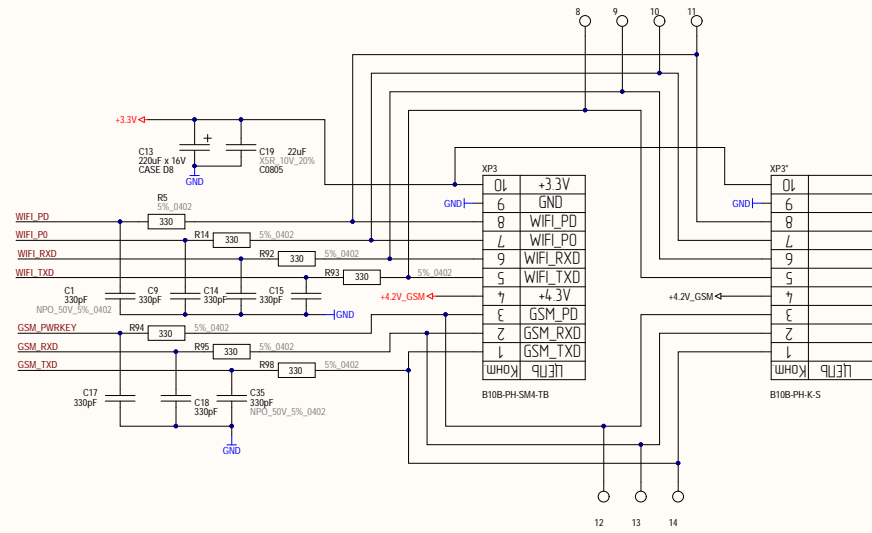 8 9 10 11
+3.3V
C13
220uF x 16V
CASE D8
+
C19 22uF
X5R_10V_20%
C0805
GND
XP3
10 +3.3V
GND 9 GND
8 WIFI_PD
7 WIFI_PO
6 WIFI_RXD
5 WIFI_TXD
+4.2V_GSM 4 +4.3V
3 GSM_PD
2 GSM_RXD
1 GSM_TXD
Конт. ЦЕПЬ
B10B-PH-SM4-TB
XP3*
10
GND 9
8
7
6
5
+4.2V_GSM 4
3
2
1
Конт. ЦЕПЬ
B10B-PH-K-S
R5
5%_0402
WIFI_PD 330
WIFI_P0 R14 330 5%_0402
WIFI_RXD R92 330 5%_0402
WIFI_TXD R93 330 5%_0402
C1
330pF
NPO_50V_5%_0402
C9
330pF
C14
330pF
C15
330pF
GND
GSM_PWRKEY R94 330 5%_0402
GSM_RXD R95 330 5%_0402
GSM_TXD R98 330 5%_0402
C17
330pF
C18
330pF
C35
330pF
NPO_50V_5%_0402
GND
12 13 14